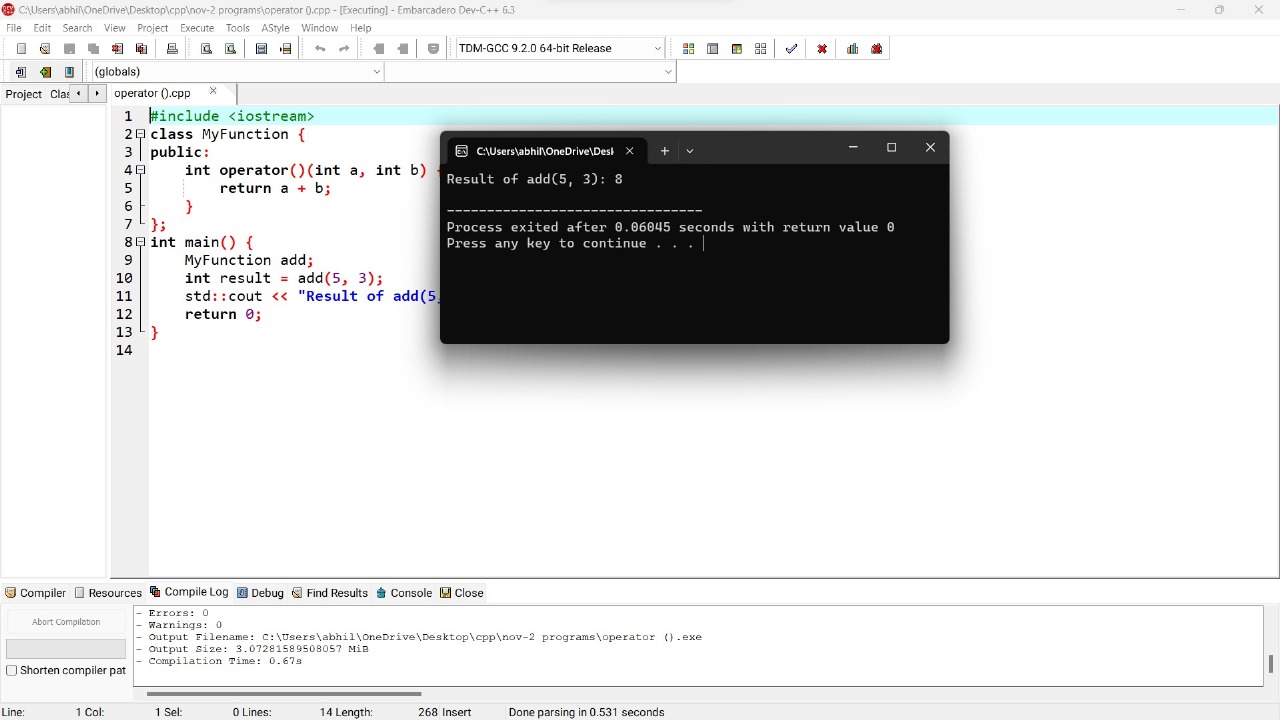 C:\Users\abhil\OneDrive\Desktop\cpp\nov-2 programs\operator ().cpp - [Executing] - Embarcadero Dev-C++ 6.3
File Edit Search View Project Execute Tools AStyle Window Help
TDM-GCC 9.2.0 64-bit Release
(globals)
Project Clas operator ().cpp
1 #include <iostream>
2 class MyFunction {
3 public:
4 int operator()(int a, int b) {
5 return a + b;
6 }
7 };
8 int main() {
9 MyFunction add;
10 int result = add(5, 3);
11 std::cout << "Result of add(5,
12 return 0;
13 }
14
C:\Users\abhil\OneDrive\Desk
Result of add(5, 3): 8
--------------------------------
Process exited after 0.06045 seconds with return value 0
Press any key to continue . . .
Compiler Resources Compile Log Debug Find Results Console Close
Abort Compilation
Shorten compiler pat
- Errors: 0
- Warnings: 0
- Output Filename: C:\Users\abhil\OneDrive\Desktop\cpp\nov-2 programs\operator ().exe
- Output Size: 3.07281589508057 MiB
- Compilation Time: 0.67s
Line: 1 Col: 1 Sel: 0 Lines: 14 Length: 268 Insert Done parsing in 0.531 seconds